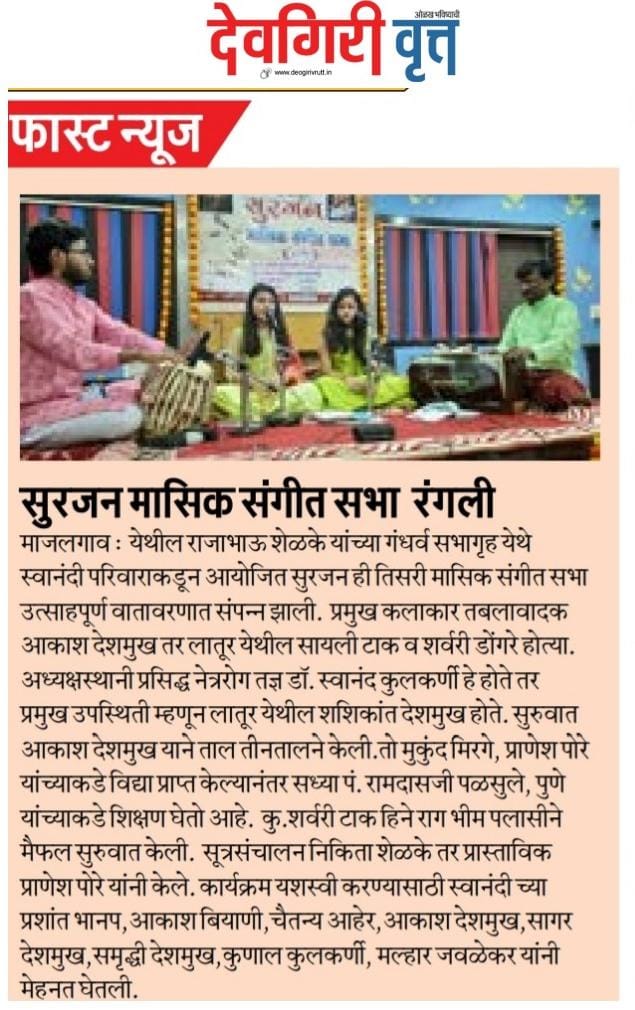 ओळख भविष्याची
देवगिरी वृत्त
www.deogirivrutt.in
फास्ट न्यूज
सुरजन
मासिक संगीत सभा
सुरजन मासिक संगीत सभा रंगली
माजलगाव : येथील राजाभाऊ शेळके यांच्या गंधर्व सभागृह येथे
स्वानंदी परिवाराकडून आयोजित सुरजन ही तिसरी मासिक संगीत सभा
उत्साहपूर्ण वातावरणात संपन्न झाली. प्रमुख कलाकार तबलावादक
आकाश देशमुख तर लातूर येथील सायली टाक व शर्वरी डोंगरे होत्या.
अध्यक्षस्थानी प्रसिद्ध नेत्ररोग तज्ञ डॉ. स्वानंद कुलकर्णी हे होते तर
प्रमुख उपस्थिती म्हणून लातूर येथील शशिकांत देशमुख होते. सुरुवात
आकाश देशमुख याने ताल तीनतालने केली.तो मुकुंद मिरगे, प्राणेश पोरे
यांच्याकडे विद्या प्राप्त केल्यानंतर सध्या पं. रामदासजी पळसुले, पुणे
यांच्याकडे शिक्षण घेतो आहे. कु.शर्वरी टाक हिने राग भीम पलासीने
मैफल सुरुवात केली. सूत्रसंचालन निकिता शेळके तर प्रास्ताविक
प्राणेश पोरे यांनी केले. कार्यक्रम यशस्वी करण्यासाठी स्वानंदी च्या
प्रशांत भानप,आकाश बियाणी,चैतन्य आहेर,आकाश देशमुख,सागर
देशमुख,समृद्धी देशमुख,कुणाल कुलकर्णी, मल्हार जवळेकर यांनी
मेहनत घेतली.